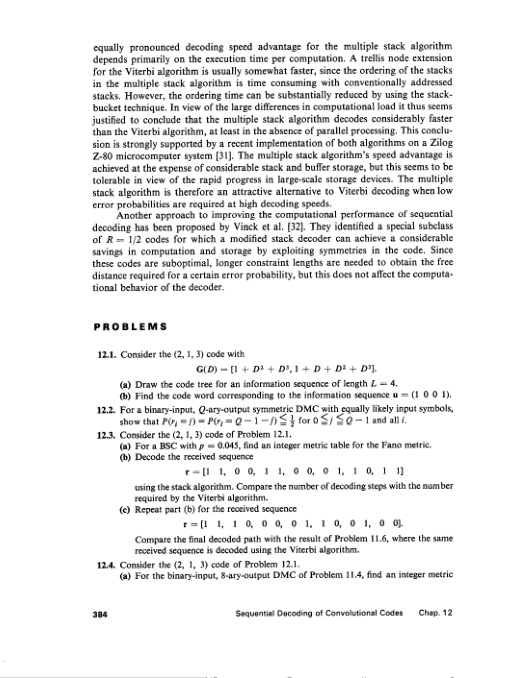 equally pronounced decoding speed advantage for the multiple stack algorithm
depends primarily on the execution time per computation. A trellis node extension
for the Viterbi algorithm is usually somewhat faster, since the ordering of the stacks
in the multiple stack algorithm is time consuming with conventionally addressed
stacks. However, the ordering time can be substantially reduced by using the stack-
bucket technique. In view of the large differences in computational load it thus seems
justified to conclude that the multiple stack algorithm decodes considerably faster
than the Viterbi algorithm, at least in the absence of parallel processing. This conclu-
sion is strongly supported by a recent implementation of both algorithms on a Zilog
Z-80 microcomputer system [31]. The multiple stack algorithm's speed advantage is
achieved at the expense of considerable stack and buffer storage, but this seems to be
tolerable in view of the rapid progress in large-scale storage devices. The multiple
stack algorithm is therefore an attractive alternative to Viterbi decoding when low
error probabilities are required at high decoding speeds.
Another approach to improving the computational performance of sequential
decoding has been proposed by Vinck et al. [32]. They identified a special subclass
of R = 1/2 codes for which a modified stack decoder can achieve a considerable
savings in computation and storage by exploiting symmetries in the code. Since
these codes are suboptimal, longer constraint lengths are needed to obtain the free
distance required for a certain error probability, but this does not affect the computa-
tional behavior of the decoder.
PROBLEMS
12.1. Consider the (2, 1, 3) code with
G(D) = [1 + D² + D³, 1 + D + D² + D³].
(a) Draw the code tree for an information sequence of length L = 4.
(b) Find the code word corresponding to the information sequence u = (1 0 0 1).
12.2. For a binary-input, Q-ary-output symmetric DMC with equally likely input symbols,
show that P(rᵢ = j) = P(rᵢ = Q − 1 − j) ≦ ½ for 0 ≦ j ≦ Q − 1 and all i.
12.3. Consider the (2, 1, 3) code of Problem 12.1.
(a) For a BSC with p = 0.045, find an integer metric table for the Fano metric.
(b) Decode the received sequence
r = [1 1, 0 0, 1 1, 0 0, 0 1, 1 0, 1 1]
using the stack algorithm. Compare the number of decoding steps with the number
required by the Viterbi algorithm.
(c) Repeat part (b) for the received sequence
r = [1 1, 1 0, 0 0, 0 1, 1 0, 0 1, 0 0].
Compare the final decoded path with the result of Problem 11.6, where the same
received sequence is decoded using the Viterbi algorithm.
12.4. Consider the (2, 1, 3) code of Problem 12.1.
(a) For the binary-input, 8-ary-output DMC of Problem 11.4, find an integer metric
384 Sequential Decoding of Convolutional Codes Chap. 12